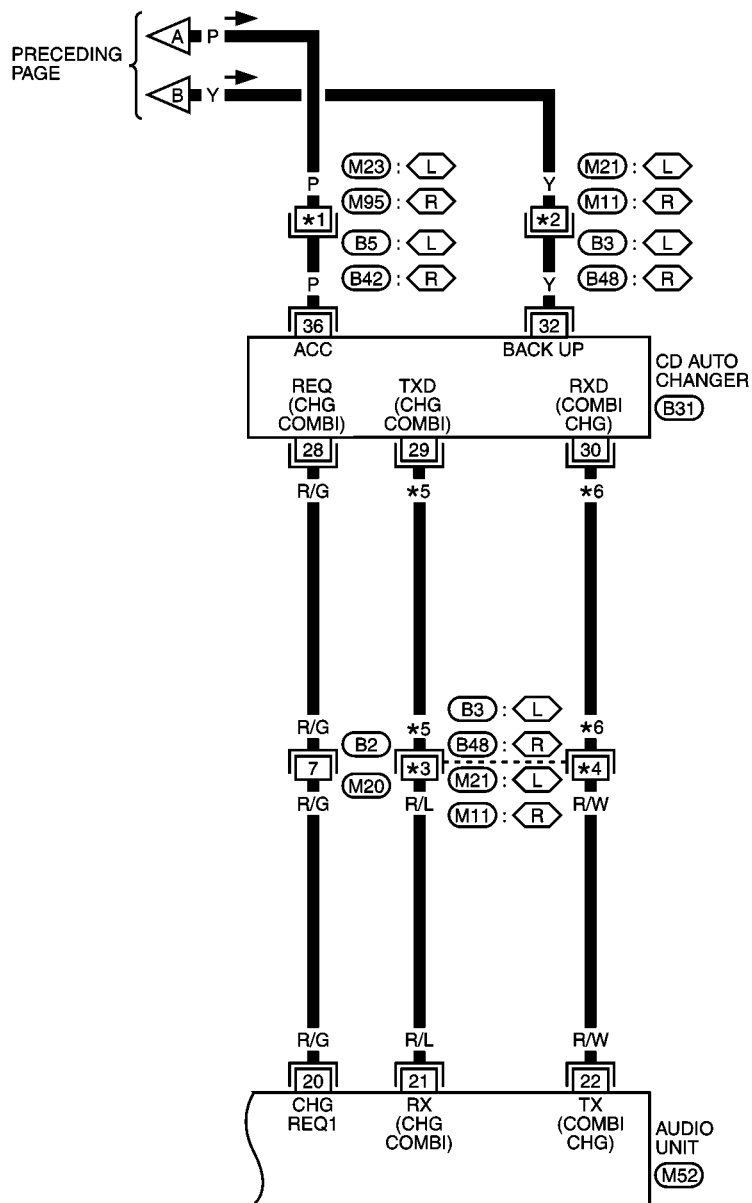 PRECEDING
PAGE
A P
B Y
P
Y
M23 : L
M21 : L
M95 : R
M11 : R
*1
*2
B5 : L
B3 : L
B42 : R
B48 : R
P
Y
36
32
ACC
BACK UP
CD AUTO
CHANGER
B31
REQ
(CHG
COMBI)
TXD
(CHG
COMBI)
RXD
(COMBI
CHG)
28
29
30
R/G
*5
*6
B3 : L
R/G
*5
*6
B2
B48 : R
7
*3
*4
M20
M21 : L
R/G
R/L
R/W
M11 : R
R/G
R/L
R/W
20
21
22
CHG
REQ1
RX
(CHG
COMBI)
TX
(COMBI
CHG)
AUDIO
UNIT
M52